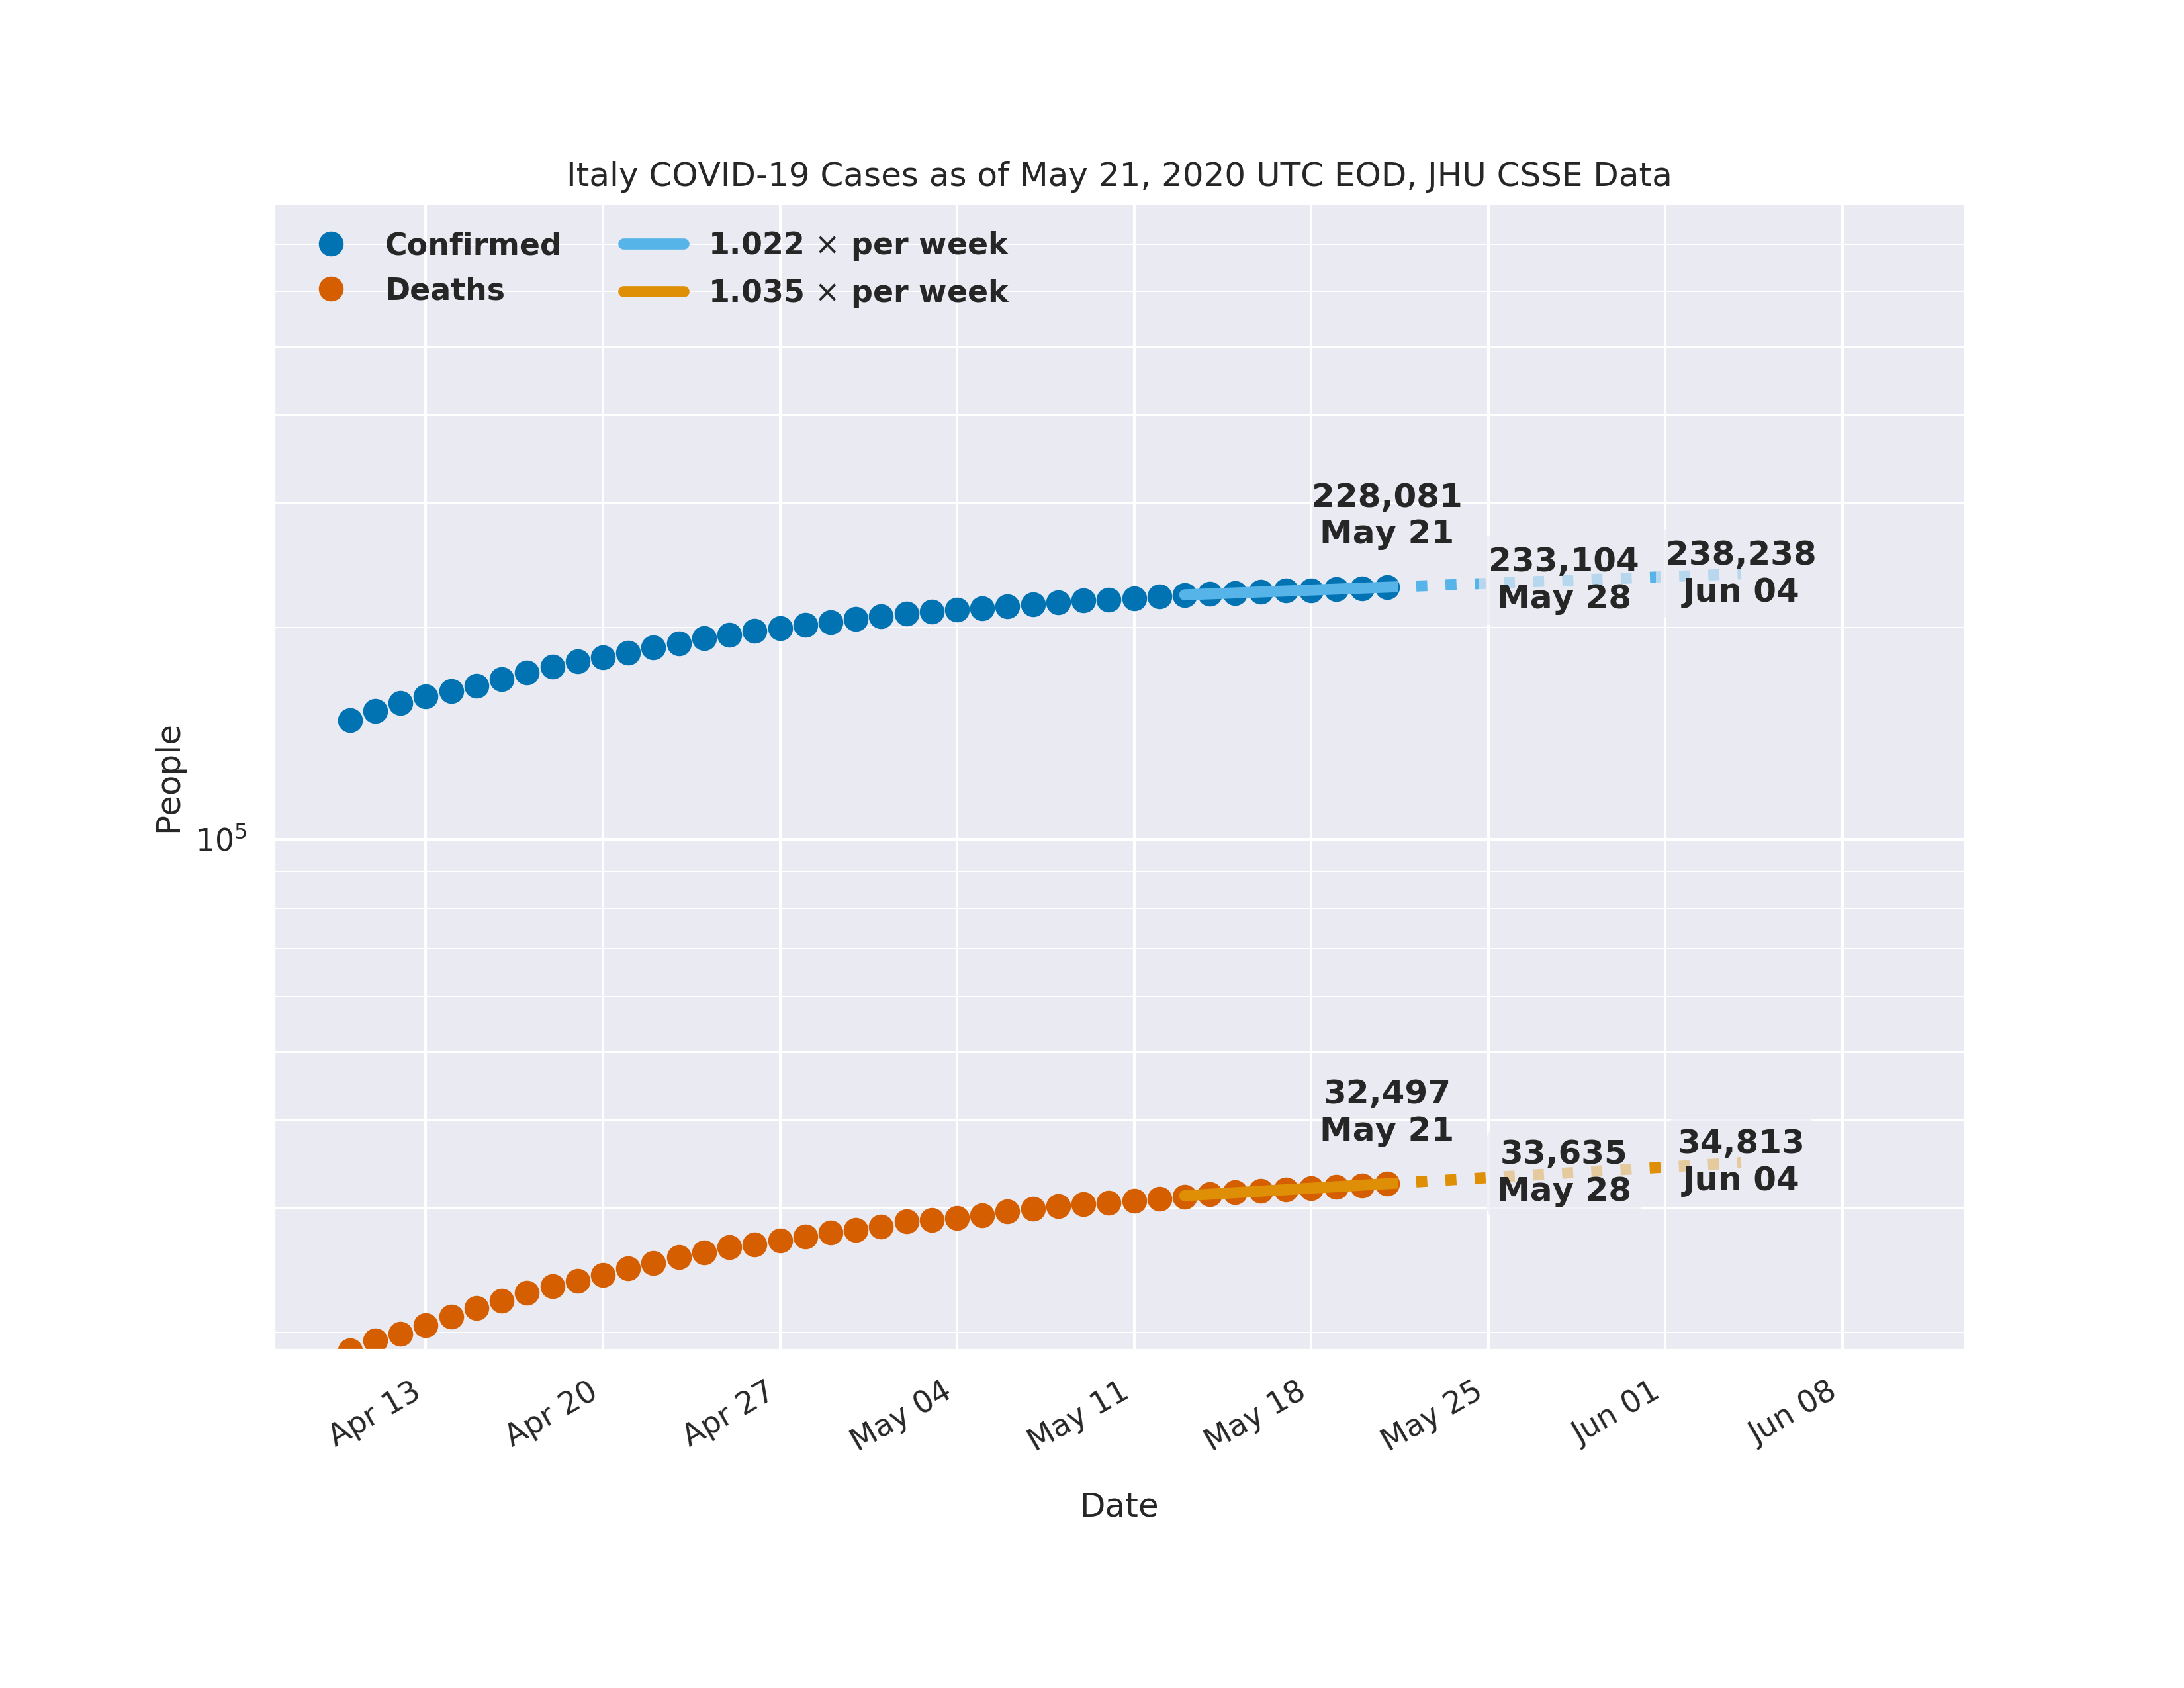 Italy COVID-19 Cases as of May 21, 2020 UTC EOD, JHU CSSE Data
Confirmed
Deaths
1.022 × per week
1.035 × per week
228,081
May 21
233,104
May 28
238,238
Jun 04
People
10⁵
32,497
May 21
33,635
May 28
34,813
Jun 04
Apr 13
Apr 20
Apr 27
May 04
May 11
May 18
May 25
Jun 01
Jun 08
Date